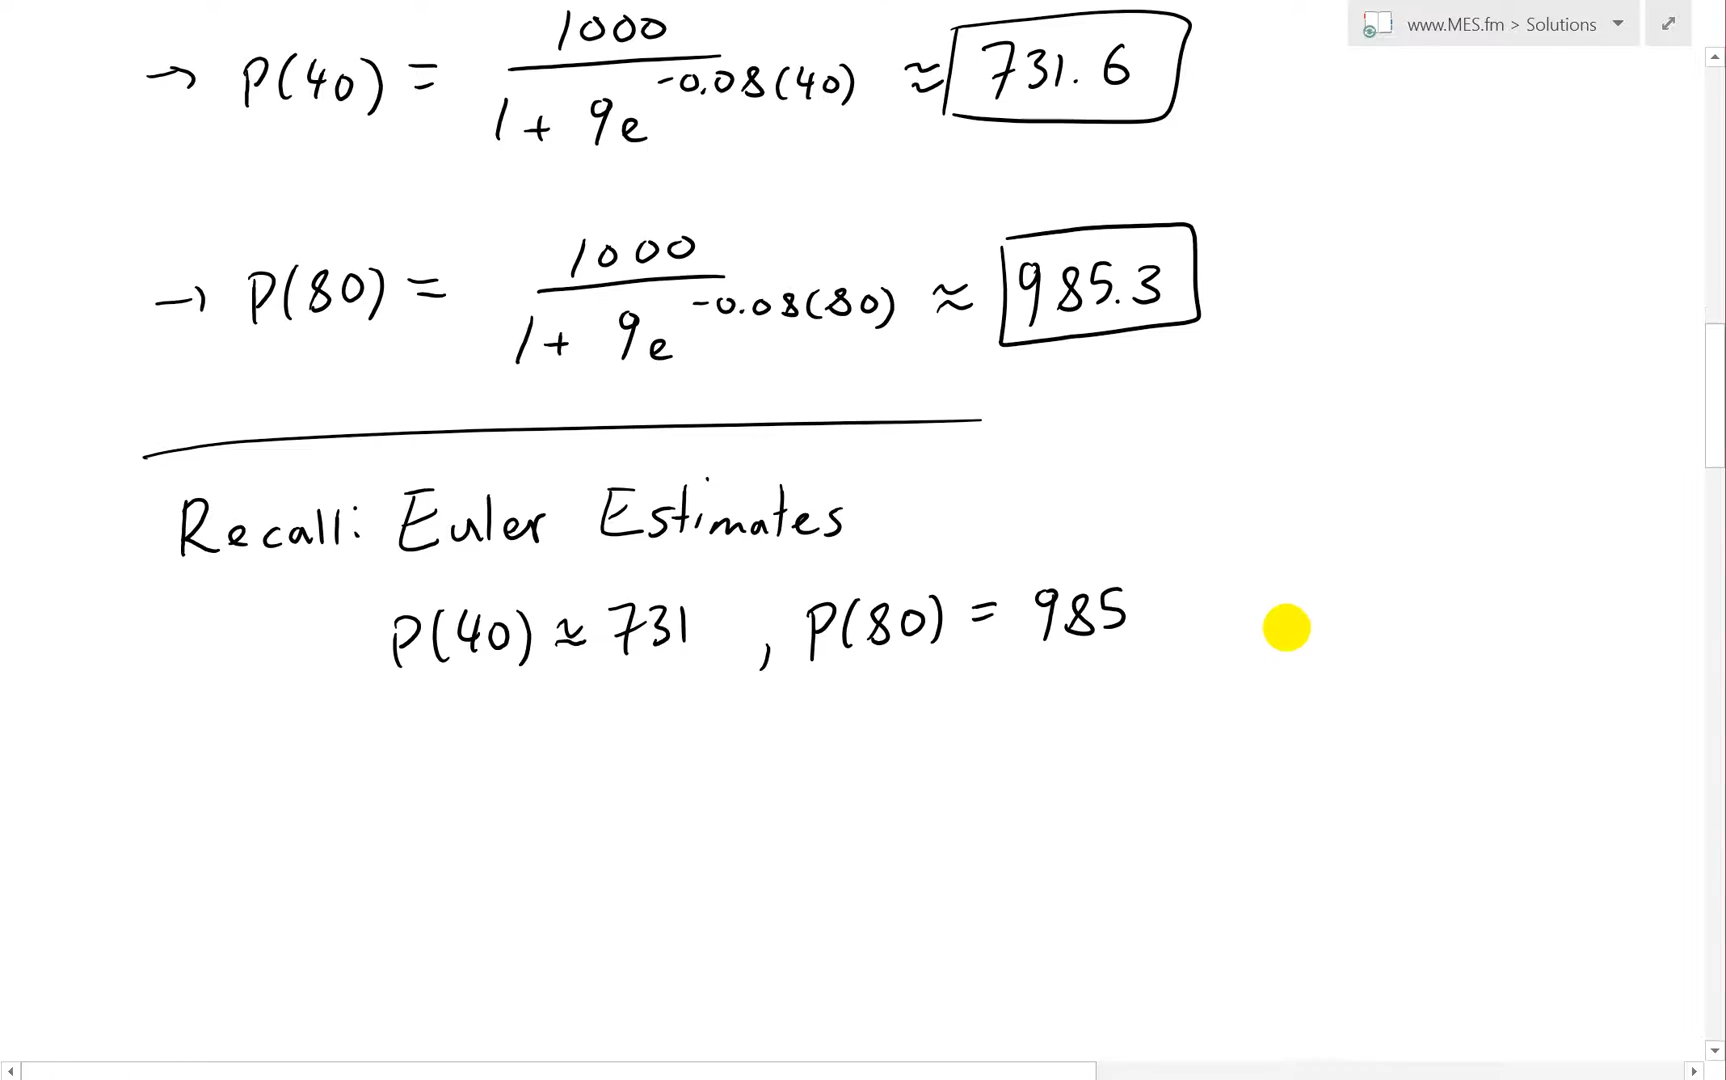 www.MES.fm > Solutions
→ P(40) = 1000 / (1 + 9e^(-0.08(40))) ≈ 731.6
→ P(80) = 1000 / (1 + 9e^(-0.08(80))) ≈ 985.3
Recall: Euler Estimates
P(40) ≈ 731 , P(80) = 985